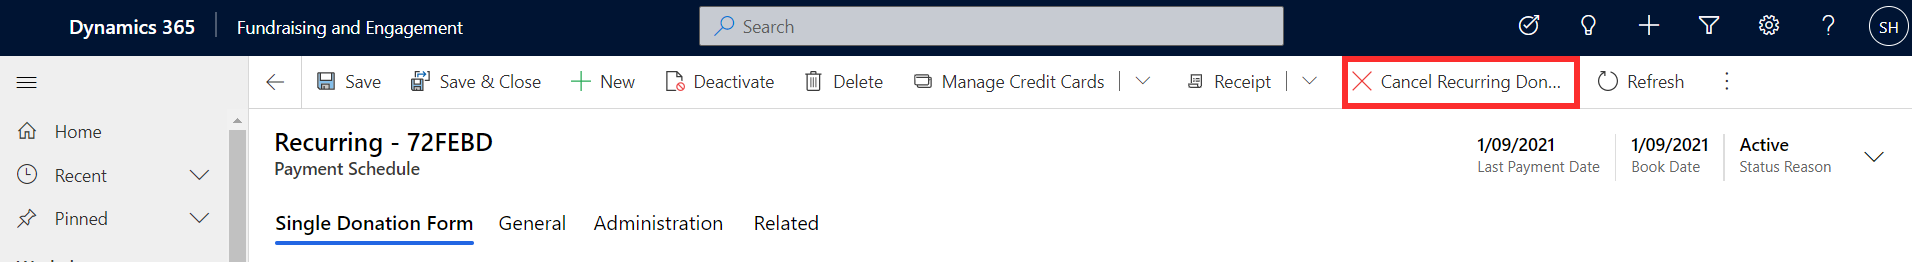 Dynamics 365 Fundraising and Engagement Search SH
Save Save & Close New Deactivate Delete Manage Credit Cards Receipt Cancel Recurring Don... Refresh
Home
Recent
Pinned
Recurring - 72FEBD
Payment Schedule
1/09/2021
Last Payment Date
1/09/2021
Book Date
Active
Status Reason
Single Donation Form General Administration Related